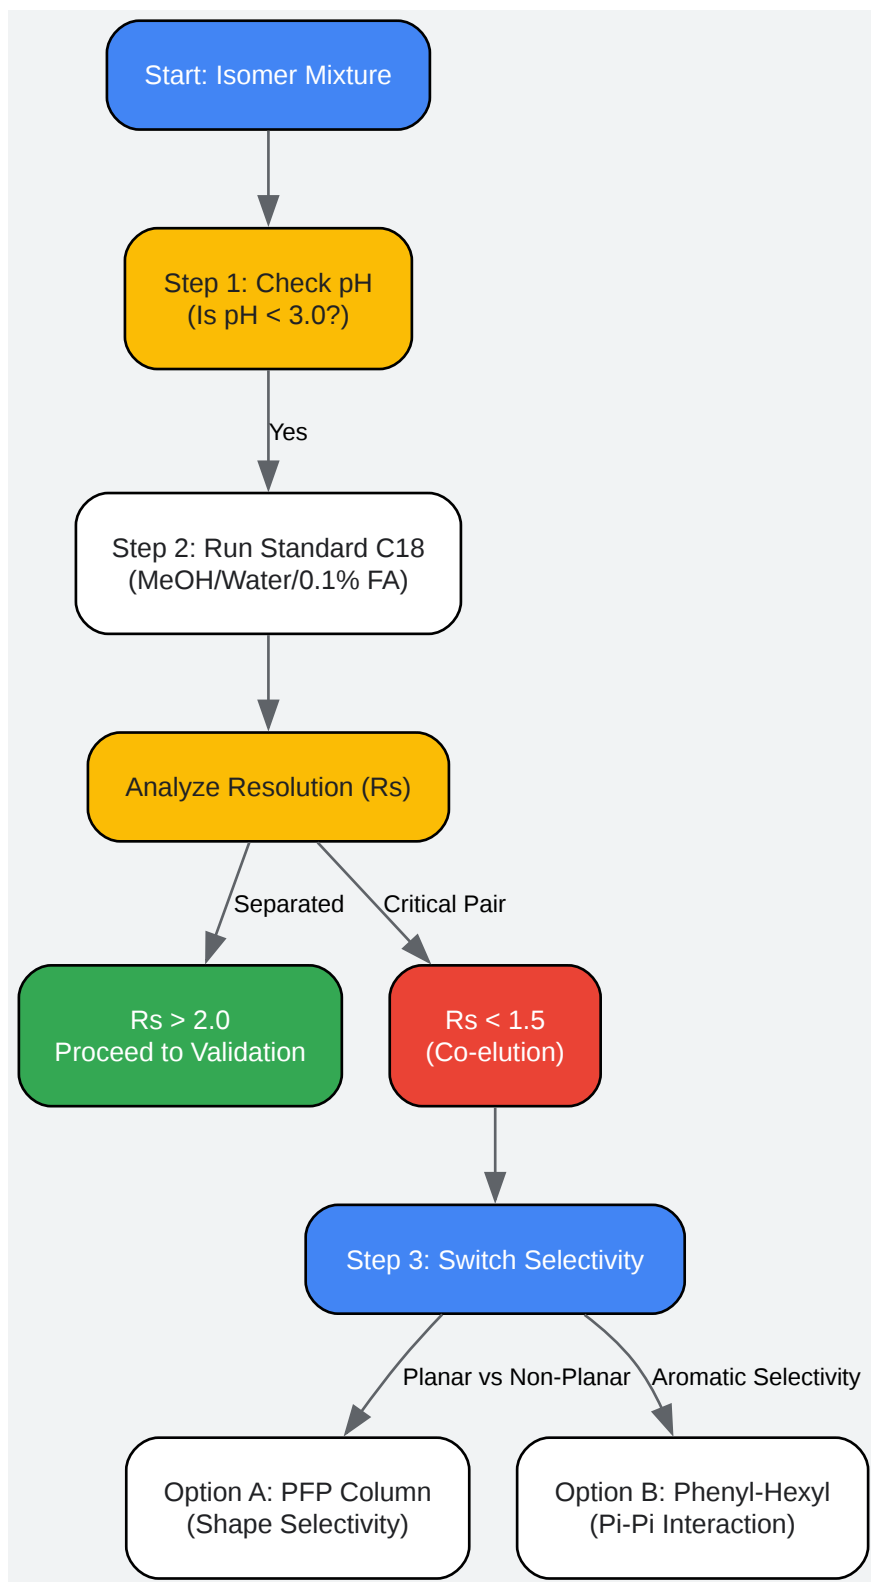 Start: Isomer Mixture
Step 1: Check pH
(Is pH < 3.0?)
Yes
Step 2: Run Standard C18
(MeOH/Water/0.1% FA)
Analyze Resolution (Rs)
Separated
Critical Pair
Rs > 2.0
Proceed to Validation
Rs < 1.5
(Co-elution)
Step 3: Switch Selectivity
Planar vs Non-Planar
Aromatic Selectivity
Option A: PFP Column
(Shape Selectivity)
Option B: Phenyl-Hexyl
(Pi-Pi Interaction)